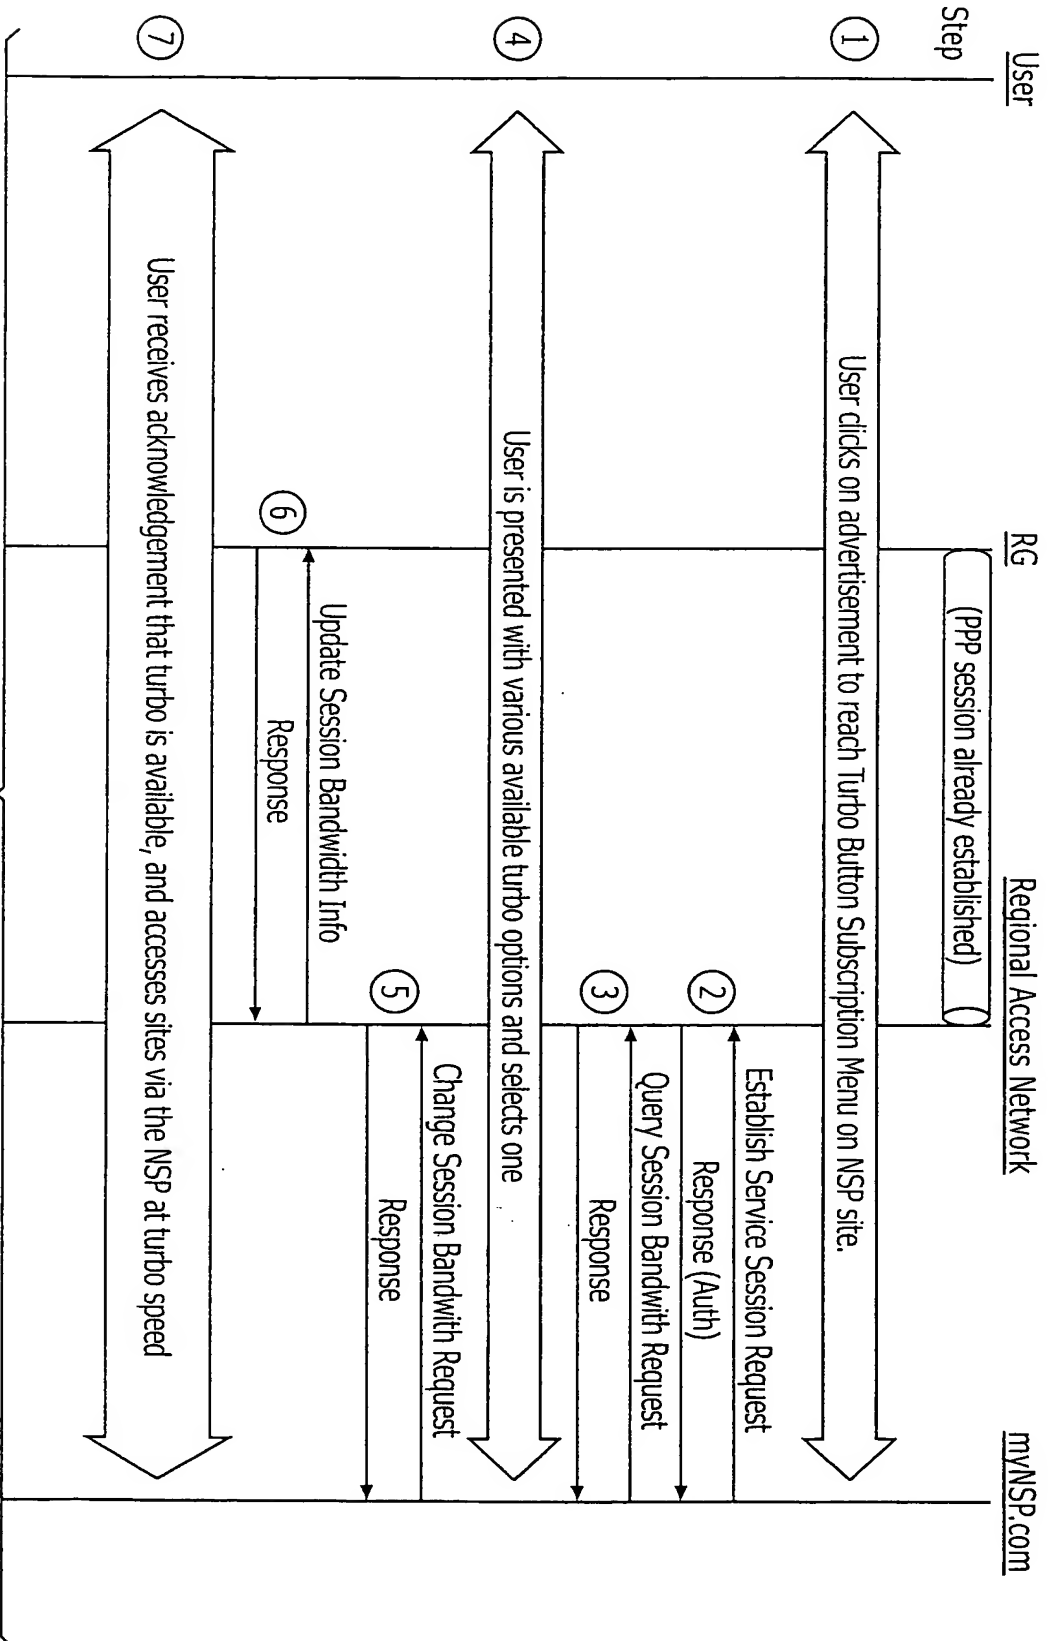 User
RG
Regional Access Network
myNSP.com
Step
(PPP session already established)
1
User clicks on advertisement to reach Turbo Button Subscription Menu on NSP site.
2
Establish Service Session Request
Response (Auth)
3
Query Session Bandwith Request
Response
4
User is presented with various available turbo options and selects one
5
Change Session Bandwith Request
Response
6
Update Session Bandwidth Info
Response
7
User receives acknowledgement that turbo is available, and accesses sites via the NSP at turbo speed